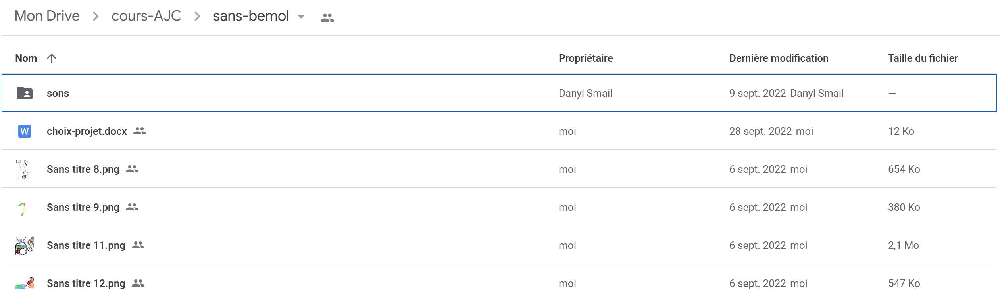 Mon Drive > cours-AJC > sans-bemol
Nom Propriétaire Dernière modification Taille du fichier
sons Danyl Smail 9 sept. 2022 Danyl Smail —
W choix-projet.docx moi 28 sept. 2022 moi 12 Ko
Sans titre 8.png moi 6 sept. 2022 moi 654 Ko
Sans titre 9.png moi 6 sept. 2022 moi 380 Ko
Sans titre 11.png moi 6 sept. 2022 moi 2,1 Mo
Sans titre 12.png moi 6 sept. 2022 moi 547 Ko